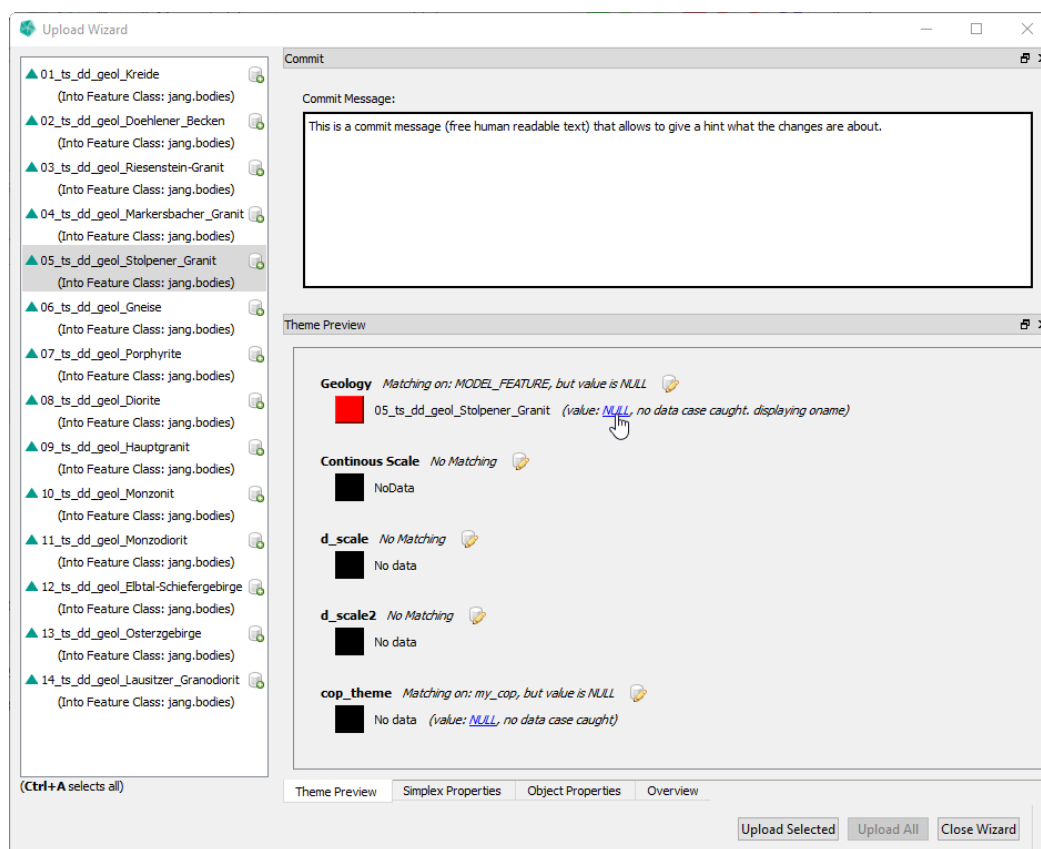 Upload Wizard
01_ts_dd_geol_Kreide
(Into Feature Class: jang.bodies)
02_ts_dd_geol_Doehlener_Becken
(Into Feature Class: jang.bodies)
03_ts_dd_geol_Riesenstein-Granit
(Into Feature Class: jang.bodies)
04_ts_dd_geol_Markersbacher_Granit
(Into Feature Class: jang.bodies)
05_ts_dd_geol_Stolpener_Granit
(Into Feature Class: jang.bodies)
06_ts_dd_geol_Gneise
(Into Feature Class: jang.bodies)
07_ts_dd_geol_Porphyrite
(Into Feature Class: jang.bodies)
08_ts_dd_geol_Diorite
(Into Feature Class: jang.bodies)
09_ts_dd_geol_Hauptgranit
(Into Feature Class: jang.bodies)
10_ts_dd_geol_Monzonit
(Into Feature Class: jang.bodies)
11_ts_dd_geol_Monzodiorit
(Into Feature Class: jang.bodies)
12_ts_dd_geol_Elbtal-Schiefergebirge
(Into Feature Class: jang.bodies)
13_ts_dd_geol_Osterzgebirge
(Into Feature Class: jang.bodies)
14_ts_dd_geol_Lausitzer_Granodiorit
(Into Feature Class: jang.bodies)
(Ctrl+A selects all)
Commit
Commit Message:
This is a commit message (free human readable text) that allows to give a hint what the changes are about.
Theme Preview
Geology Matching on: MODEL_FEATURE, but value is NULL
05_ts_dd_geol_Stolpener_Granit (value: NULL, no data case caught. displaying oname)
Continous Scale No Matching
NoData
d_scale No Matching
No data
d_scale2 No Matching
No data
cop_theme Matching on: my_cop, but value is NULL
No data (value: NULL, no data case caught)
Theme Preview Simplex Properties Object Properties Overview
Upload Selected Upload All Close Wizard